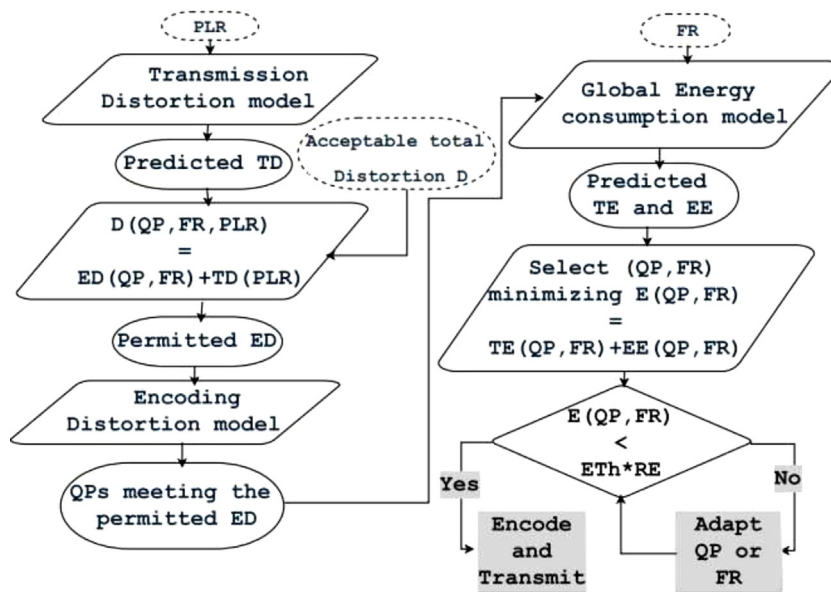 PLR
Transmission
Distortion model
Predicted TD
Acceptable total
Distortion D
D(QP,FR,PLR)
=
ED(QP,FR)+TD(PLR)
Permitted ED
Encoding
Distortion model
QPs meeting the
permitted ED
FR
Global Energy
consumption model
Predicted
TE and EE
Select (QP,FR)
minimizing E(QP,FR)
=
TE(QP,FR)+EE(QP,FR)
E(QP,FR)
<
ETh*RE
Yes
No
Encode
and
Transmit
Adapt
QP or
FR